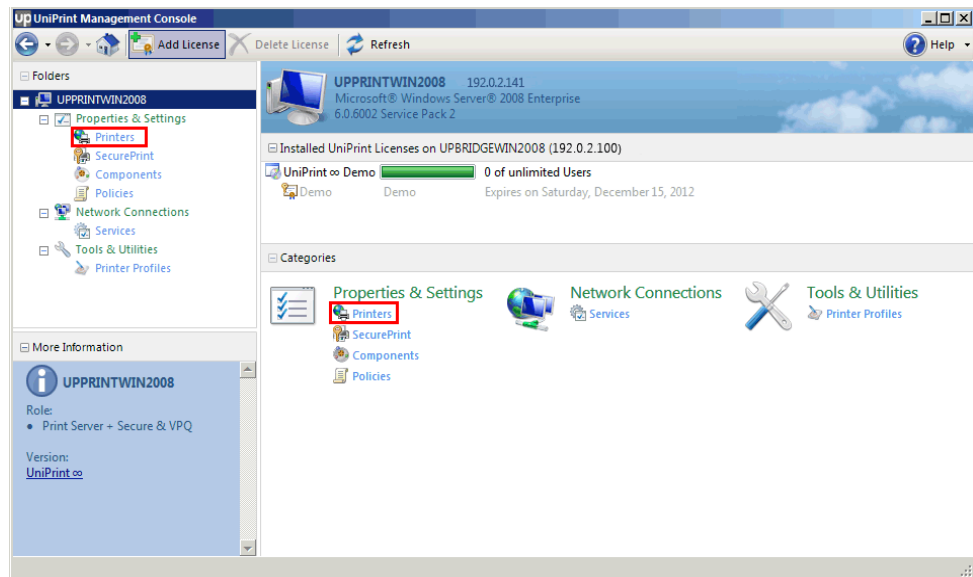 UP UniPrint Management Console
Add License Delete License Refresh Help
Folders
UPPRINTWIN2008
Properties & Settings
Printers
SecurePrint
Components
Policies
Network Connections
Services
Tools & Utilities
Printer Profiles
More Information
UPPRINTWIN2008
Role:
• Print Server + Secure & VPQ
Version:
UniPrint ∞
UPPRINTWIN2008 192.0.2.141
Microsoft® Windows Server® 2008 Enterprise
6.0.6002 Service Pack 2
Installed UniPrint Licenses on UPBRIDGEWIN2008 (192.0.2.100)
UniPrint ∞ Demo 0 of unlimited Users
Demo Demo Expires on Saturday, December 15, 2012
Categories
Properties & Settings
Printers
SecurePrint
Components
Policies
Network Connections
Services
Tools & Utilities
Printer Profiles